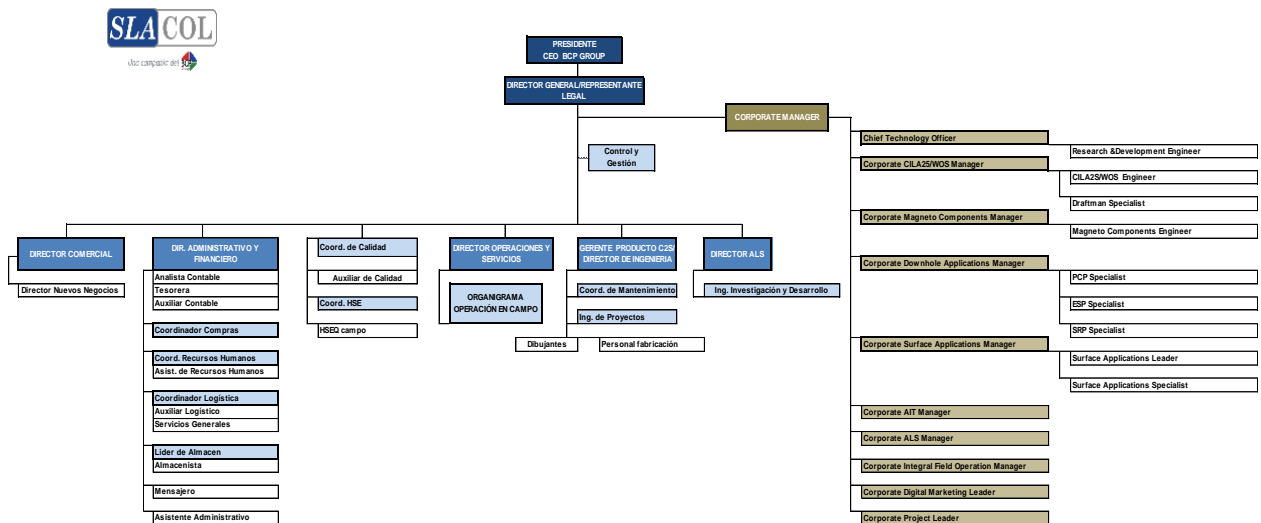 SLACOL
PRESIDENTE
CEO BCP GROUP
DIRECTOR GENERAL/REPRESENTANTE
LEGAL
CORPORATE MANAGER
Control y
Gestión
Chief Technology Officer
Research &Development Engineer
Corporate CILA25/WOS Manager
CILA2S/WOS Engineer
Draftman Specialist
Corporate Magneto Components Manager
Magneto Components Engineer
Corporate Downhole Applications Manager
PCP Specialist
ESP Specialist
SRP Specialist
Corporate Surface Applications Manager
Surface Applications Leader
Surface Applications Specialist
Corporate AIT Manager
Corporate ALS Manager
Corporate Integral Field Operation Manager
Corporate Digital Marketing Leader
Corporate Project Leader
DIRECTOR COMERCIAL
Director Nuevos Negocios
DIR. ADMINISTRATIVO Y
FINANCIERO
Analista Contable
Tesorera
Auxiliar Contable
Coordinador Compras
Coord. Recursos Humanos
Asist. de Recursos Humanos
Coordinador Logística
Auxiliar Logístico
Servicios Generales
Lider de Almacen
Almacenista
Mensajero
Asistente Administrativo
Coord. de Calidad
Auxiliar de Calidad
Coord. HSE
HSEQ campo
DIRECTOR OPERACIONES Y
SERVICIOS
ORGANIGRAMA
OPERACIÓN EN CAMPO
GERENTE PRODUCTO C2S/
DIRECTOR DE INGENIERIA
Coord. de Mantenimiento
Ing. de Proyectos
Dibujantes
Personal fabricación
DIRECTOR ALS
Ing. Investigación y Desarrollo